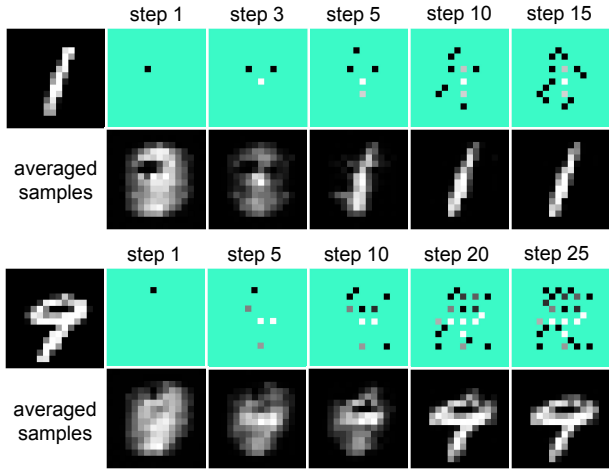 step 1 step 3 step 5 step 10 step 15
averaged
samples
step 1 step 5 step 10 step 20 step 25
averaged
samples